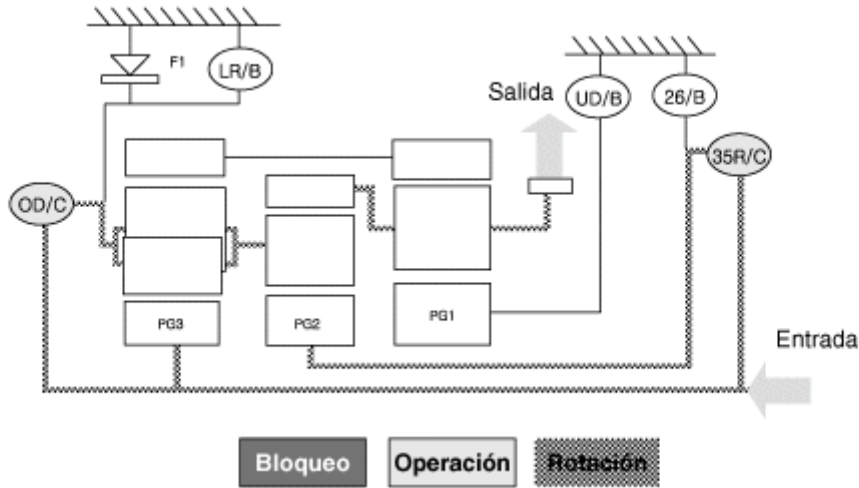 F1
LR/B
Salida
UD/B
26/B
35R/C
OD/C
PG3
PG2
PG1
Entrada
Bloqueo
Operación
Rotación